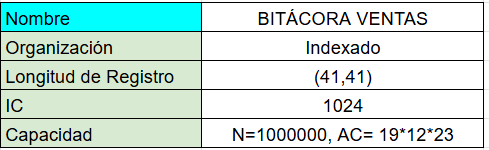 Nombre BITÁCORA VENTAS
Organización Indexado
Longitud de Registro (41,41)
IC 1024
Capacidad N=1000000, AC= 19*12*23